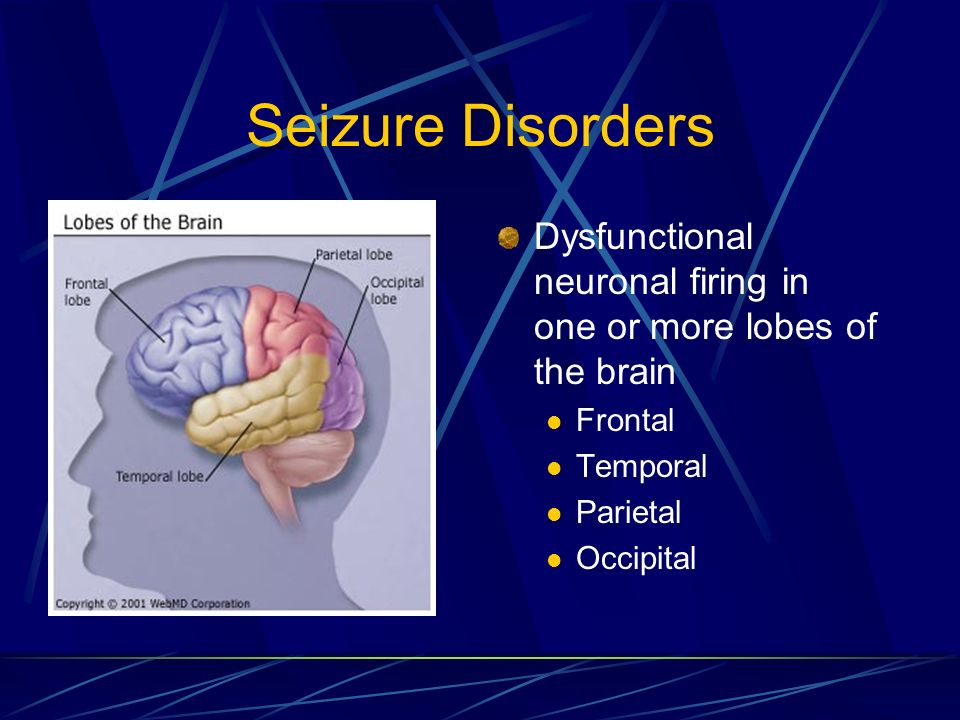 Seizure Disorders
Lobes of the Brain
Parietal lobe
Frontal
lobe
Occipital
lobe
Temporal lobe
Copyright © 2001 WebMD Corporation
Dysfunctional
neuronal firing in
one or more lobes of
the brain
Frontal
Temporal
Parietal
Occipital